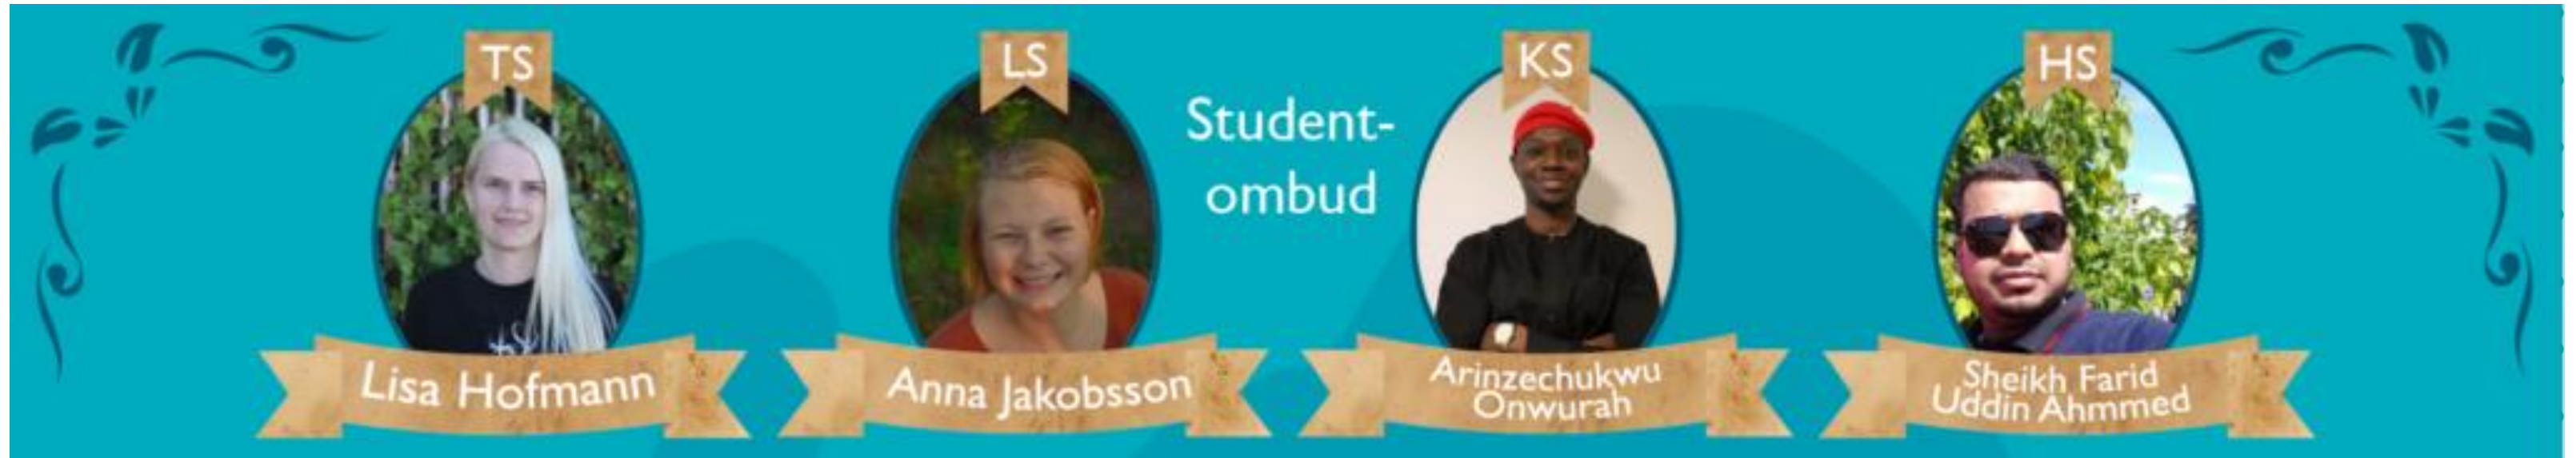 TS
LS
KS
HS
Student-
ombud
Lisa Hofmann
Anna Jakobsson
Arinzechukwu
Onwurah
Sheikh Farid
Uddin Ahmmed